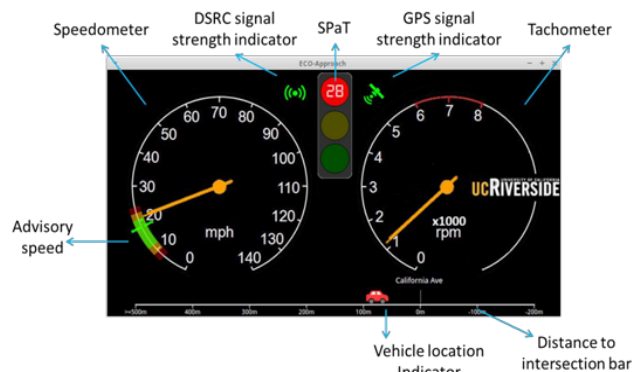 Speedometer
DSRC signal
strength indicator
SPaT
GPS signal
strength indicator
Tachometer
ECO-Approach
28
0
10
20
30
40
50
60
70
80
90
100
110
120
130
140
mph
0
1
2
3
4
5
6
7
8
x1000
rpm
UNIVERSITY OF CALIFORNIA
UCRIVERSIDE
Advisory
speed
California Ave
>=500m
400m
300m
200m
100m
0m
-100m
-200m
Vehicle location
Indicator
Distance to
intersection bar